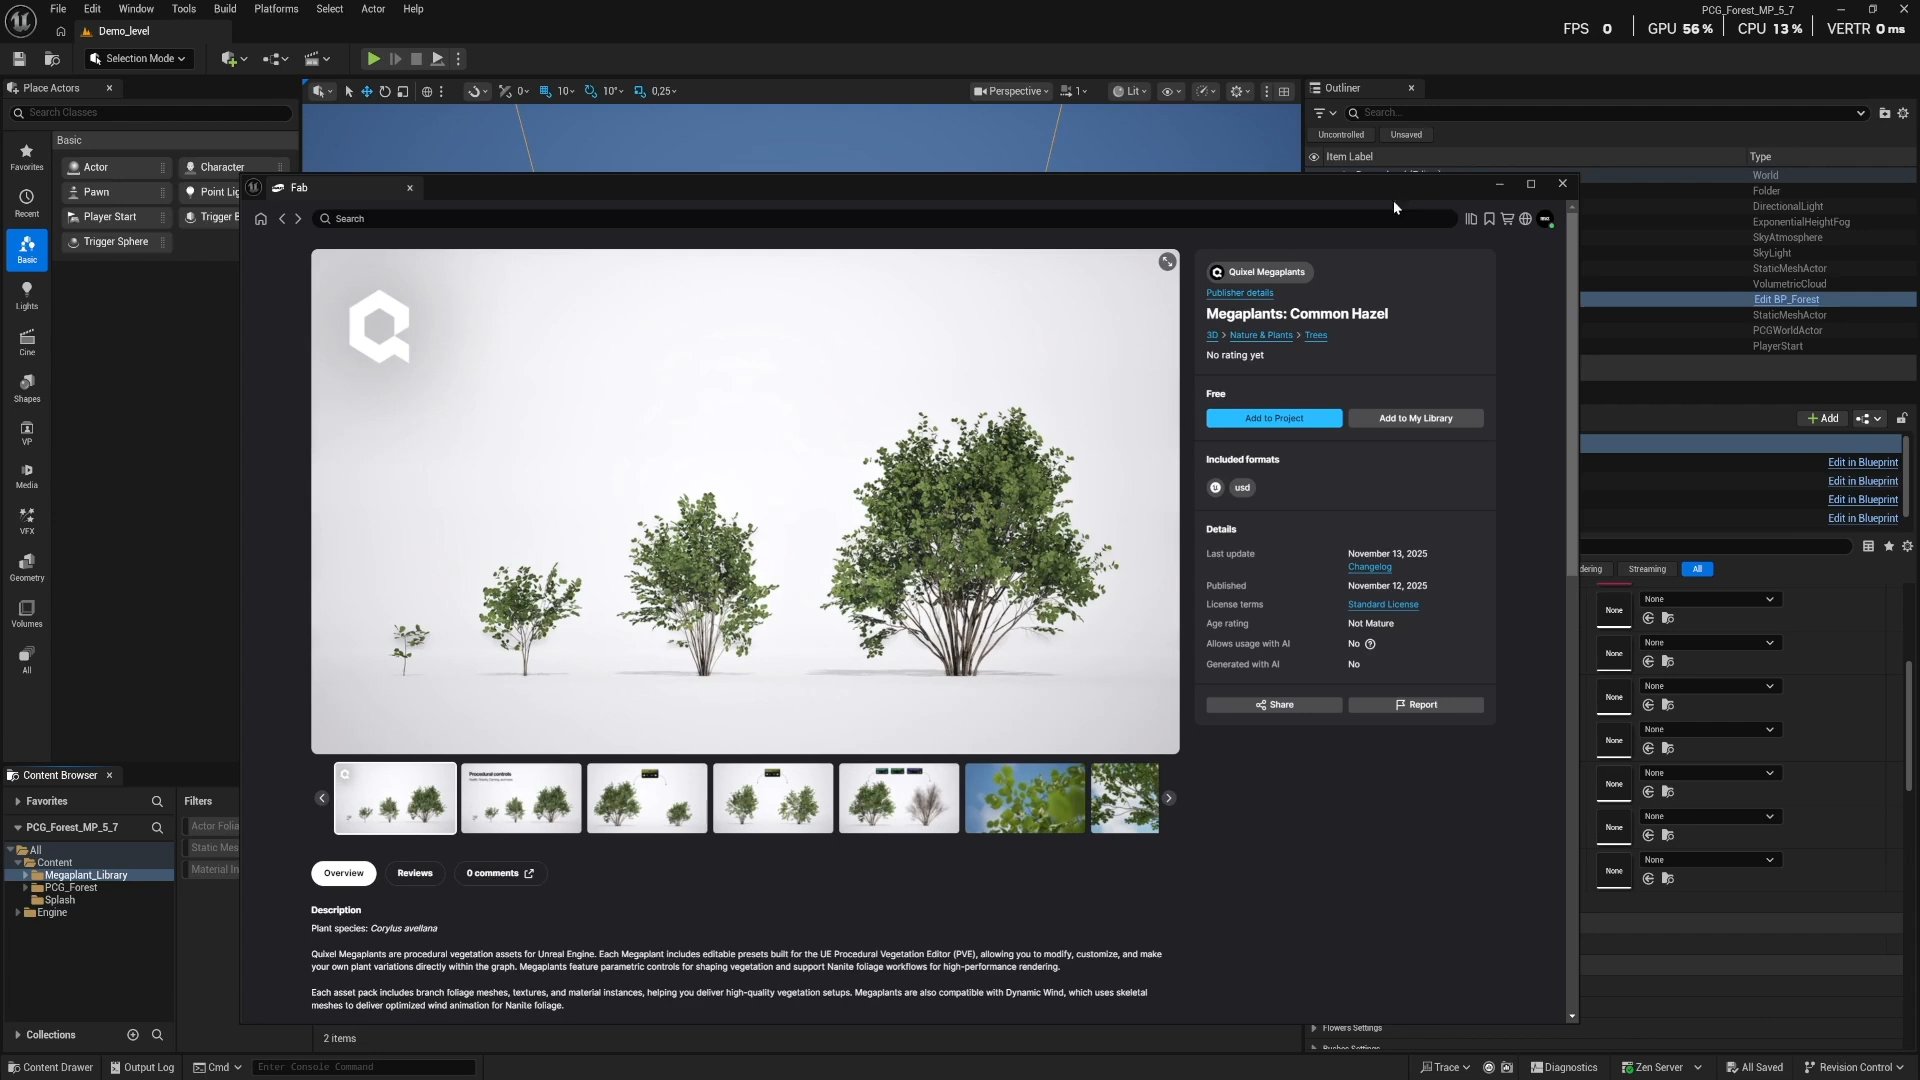 File Edit Window Tools Build Platforms Select Actor Help
PCG_Forest_MP_5_7
Demo_level
FPS 0 GPU 56 % CPU 13 % VERTR 0 ms
Selection Mode
Place Actors
Search Classes
Basic
Favorites
Recent
Basic
Lights
Cine
Shapes
VP
Media
VFX
Geometry
Volumes
All
Actor
Character
Pawn
Player Start
Trigger Sphere
0
10
10°
0,25
Perspective
1
Lit
Outliner
Search...
Uncontrolled Unsaved
Item Label Type
World
Folder
DirectionalLight
ExponentialHeightFog
SkyAtmosphere
SkyLight
StaticMeshActor
VolumetricCloud
Edit BP_Forest
StaticMeshActor
PCGWorldActor
PlayerStart
Fab
Search
Quixel Megaplants
Publisher details
Megaplants: Common Hazel
3D > Nature & Plants > Trees
No rating yet
Free
Add to Project Add to My Library
Included formats
usd
Details
Last update November 13, 2025
Changelog
Published November 12, 2025
License terms Standard License
Age rating Not Mature
Allows usage with AI No
Generated with AI No
Share Report
Procedural controls
Overview Reviews 0 comments
Description
Plant species: Corylus avellana
Quixel Megaplants are procedural vegetation assets for Unreal Engine. Each Megaplant includes editable presets built for the UE Procedural Vegetation Editor (PVE), allowing you to modify, customize, and make
your own plant variations directly within the graph. Megaplants feature parametric controls for shaping vegetation and support Nanite foliage workflows for high-performance rendering.
Each asset pack includes branch foliage meshes, textures, and material instances, helping you deliver high-quality vegetation setups. Megaplants are also compatible with Dynamic Wind, which uses skeletal
meshes to deliver optimized wind animation for Nanite foliage.
2 items
Add
Edit in Blueprint
Edit in Blueprint
Edit in Blueprint
Edit in Blueprint
Streaming All
None None
None None
None None
None None
None None
None None
None None
Flowers Settings
Content Browser
Favorites
Filters
PCG_Forest_MP_5_7
All
Content
Megaplant_Library
PCG_Forest
Splash
Engine
Collections
Content Drawer Output Log Cmd Enter Console Command
Trace Diagnostics Zen Server All Saved Revision Control